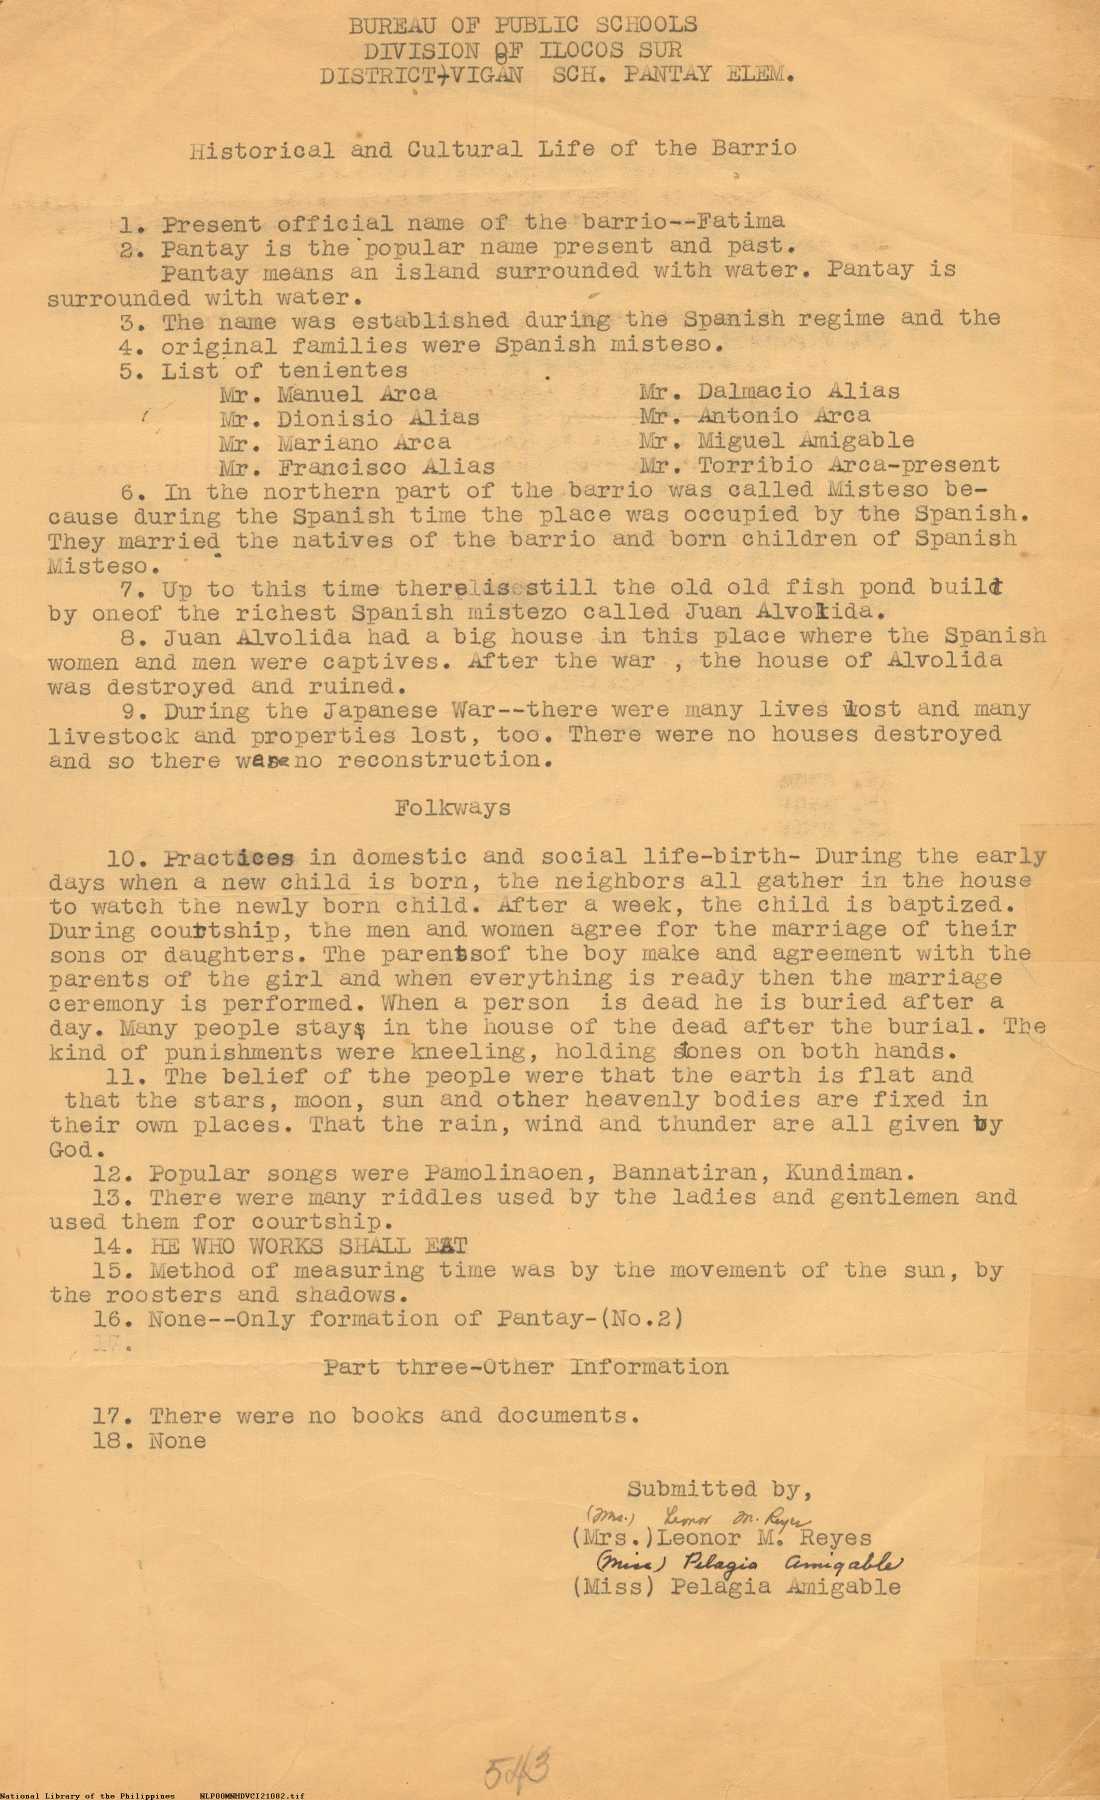 BUREAU OF PUBLIC SCHOOLS
DIVISION OF ILOCOS SUR
DISTRICT, VIGAN SCH. PANTAY ELEM.
Historical and Cultural Life of the Barrio
1. Present official name of the barrio--Fatima
2. Pantay is the popular name present and past.
Pantay means an island surrounded with water. Pantay is
surrounded with water.
3. The name was established during the Spanish regime and the
4. original families were Spanish misteso.
5. List of tenientes
Mr. Manuel Arca Mr. Dalmacio Alias
Mr. Dionisio Alias Mr. Antonio Arca
Mr. Mariano Arca Mr. Miguel Amigable
Mr. Francisco Alias Mr. Torribio Arca-present
6. In the northern part of the barrio was called Misteso be-
cause during the Spanish time the place was occupied by the Spanish.
They married the natives of the barrio and born children of Spanish
Misteso.
7. Up to this time there is still the old old fish pond built
by oneof the richest Spanish mistezo called Juan Alvolida.
8. Juan Alvolida had a big house in this place where the Spanish
women and men were captives. After the war , the house of Alvolida
was destroyed and ruined.
9. During the Japanese War--there were many lives lost and many
livestock and properties lost, too. There were no houses destroyed
and so there was no reconstruction.
Folkways
10. Practices in domestic and social life-birth- During the early
days when a new child is born, the neighbors all gather in the house
to watch the newly born child. After a week, the child is baptized.
During courtship, the men and women agree for the marriage of their
sons or daughters. The parentsof the boy make and agreement with the
parents of the girl and when everything is ready then the marriage
ceremony is performed. When a person is dead he is buried after a
day. Many people stays in the house of the dead after the burial. The
kind of punishments were kneeling, holding stones on both hands.
11. The belief of the people were that the earth is flat and
that the stars, moon, sun and other heavenly bodies are fixed in
their own places. That the rain, wind and thunder are all given by
God.
12. Popular songs were Pamolinaoen, Bannatiran, Kundiman.
13. There were many riddles used by the ladies and gentlemen and
used them for courtship.
14. HE WHO WORKS SHALL EAT
15. Method of measuring time was by the movement of the sun, by
the roosters and shadows.
16. None--Only formation of Pantay-(No.2)
17.
Part three-Other Information
17. There were no books and documents.
18. None
Submitted by,
(Mrs.) Leonor M. Reyes
(Mrs.)Leonor M. Reyes
(Miss) Pelagia Amigable
(Miss) Pelagia Amigable
543
National Library of the Philippines NLP00MNHDVCI21002.tif